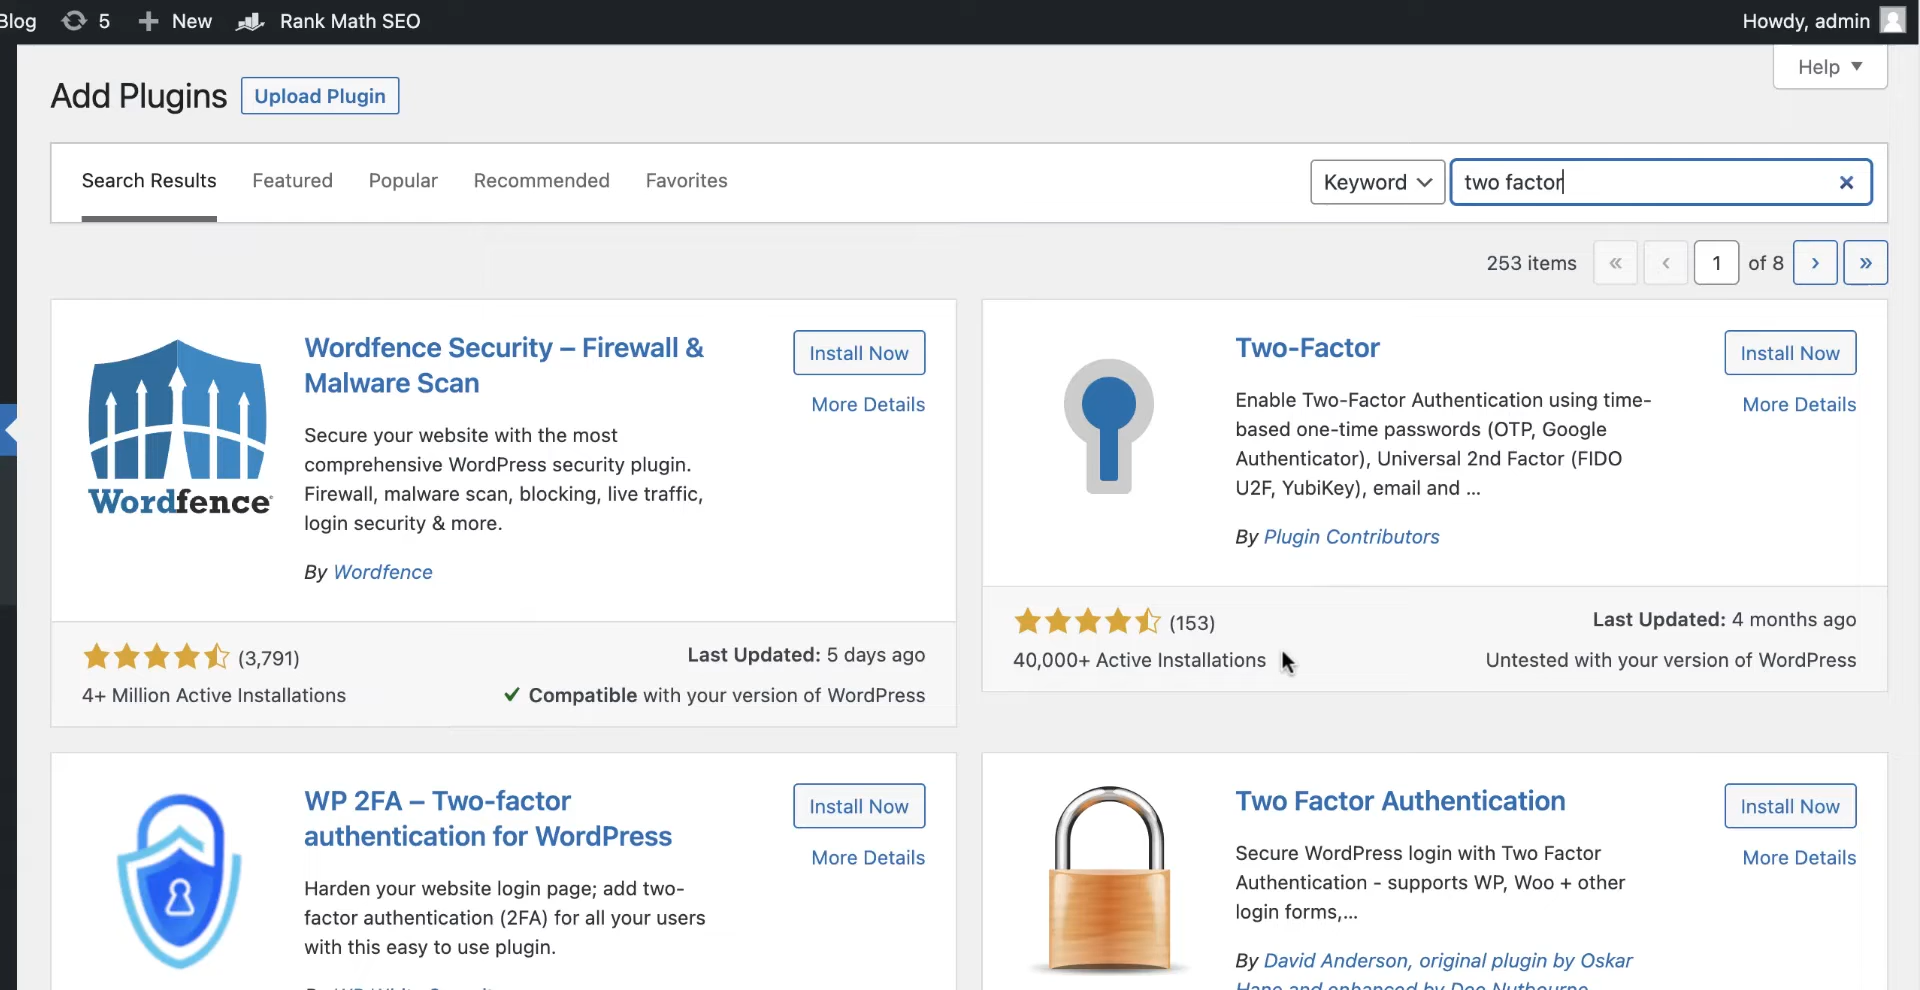 Blog 5 New Rank Math SEO Howdy, admin
Help
Add Plugins Upload Plugin
Search Results Featured Popular Recommended Favorites Keyword two factor
253 items « ‹ 1 of 8 › »
Wordfence
Wordfence Security – Firewall &
Malware Scan
Install Now
More Details
Secure your website with the most
comprehensive WordPress security plugin.
Firewall, malware scan, blocking, live traffic,
login security & more.
By Wordfence
(3,791)
Last Updated: 5 days ago
4+ Million Active Installations
Compatible with your version of WordPress
Two-Factor
Install Now
More Details
Enable Two-Factor Authentication using time-
based one-time passwords (OTP, Google
Authenticator), Universal 2nd Factor (FIDO
U2F, YubiKey), email and ...
By Plugin Contributors
(153)
Last Updated: 4 months ago
40,000+ Active Installations
Untested with your version of WordPress
WP 2FA – Two-factor
authentication for WordPress
Install Now
More Details
Harden your website login page; add two-
factor authentication (2FA) for all your users
with this easy to use plugin.
Two Factor Authentication
Install Now
More Details
Secure WordPress login with Two Factor
Authentication - supports WP, Woo + other
login forms,...
By David Anderson, original plugin by Oskar
Hane and enhanced by Dee Nutbourne